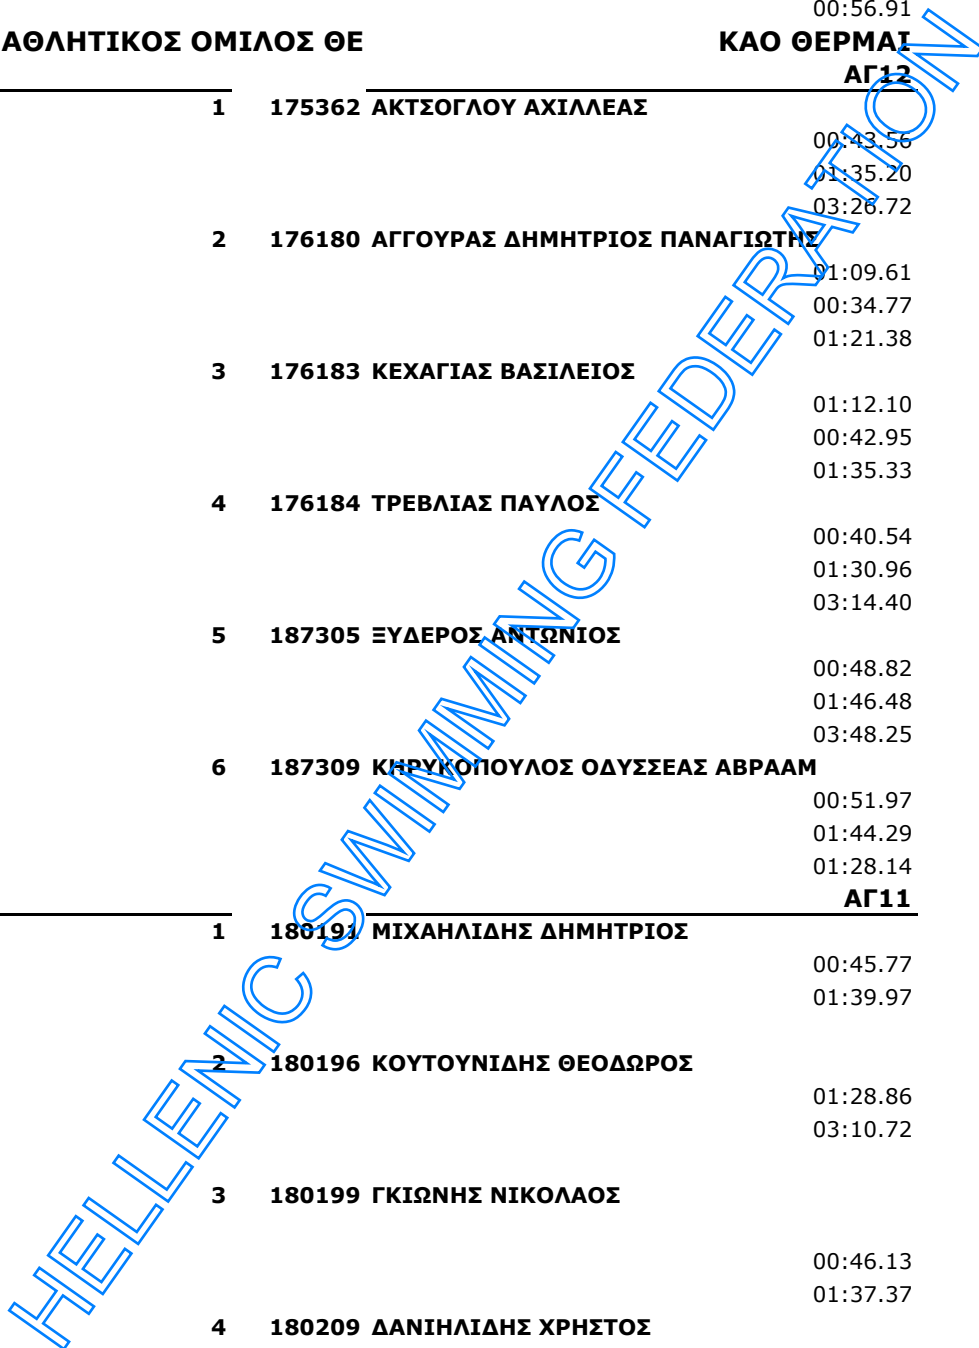 00:56.91
ΑΘΛΗΤΙΚΟΣ ΟΜΙΛΟΣ ΘΕ ΚΑΟ ΘΕΡΜΑΙ
ΑΓ12
1 175362 ΑΚΤΣΟΓΛΟΥ ΑΧΙΛΛΕΑΣ
00:43.56
01:35.20
03:26.72
2 176180 ΑΓΓΟΥΡΑΣ ΔΗΜΗΤΡΙΟΣ ΠΑΝΑΓΙΩΤΗΣ
01:09.61
00:34.77
01:21.38
3 176183 ΚΕΧΑΓΙΑΣ ΒΑΣΙΛΕΙΟΣ
01:12.10
00:42.95
01:35.33
4 176184 ΤΡΕΒΛΙΑΣ ΠΑΥΛΟΣ
00:40.54
01:30.96
03:14.40
5 187305 ΞΥΔΕΡΟΣ ΑΝΤΩΝΙΟΣ
00:48.82
01:46.48
03:48.25
6 187309 ΚΗΡΥΚΟΠΟΥΛΟΣ ΟΔΥΣΣΕΑΣ ΑΒΡΑΑΜ
00:51.97
01:44.29
01:28.14
ΑΓ11
1 180191 ΜΙΧΑΗΛΙΔΗΣ ΔΗΜΗΤΡΙΟΣ
00:45.77
01:39.97
2 180196 ΚΟΥΤΟΥΝΙΔΗΣ ΘΕΟΔΩΡΟΣ
01:28.86
03:10.72
3 180199 ΓΚΙΩΝΗΣ ΝΙΚΟΛΑΟΣ
00:46.13
01:37.37
4 180209 ΔΑΝΙΗΛΙΔΗΣ ΧΡΗΣΤΟΣ
HELLENIC SWIMMING FEDERATION